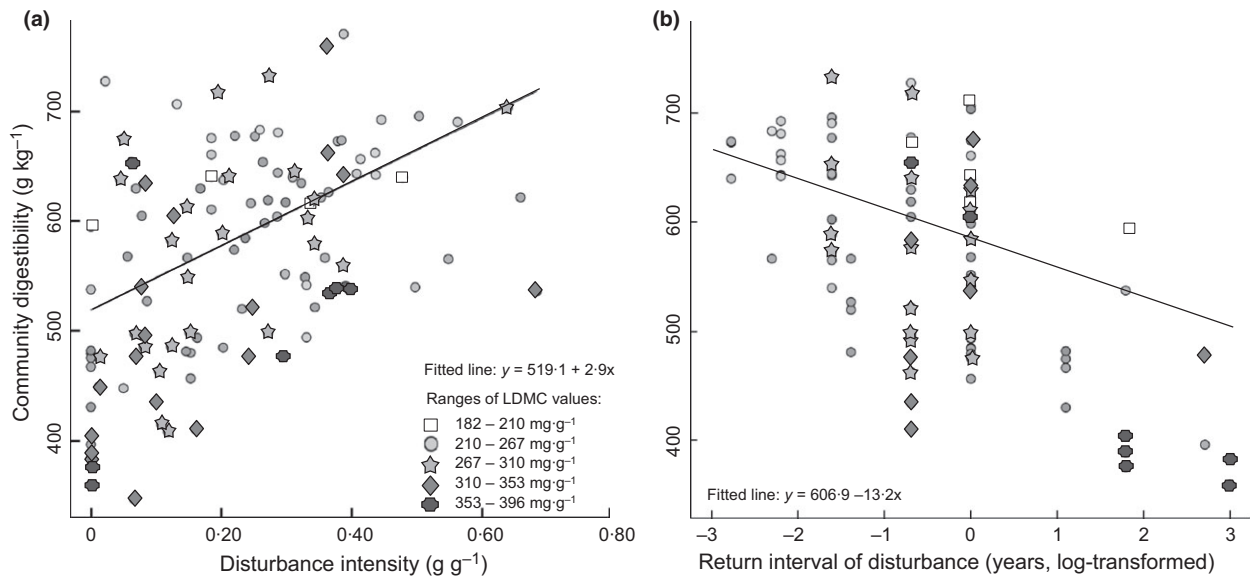 (a)
Community digestibility (g kg⁻¹)
700
600
500
400
0
0·20
0·40
0·60
0·80
Disturbance intensity (g g⁻¹)
Fitted line: y = 519·1 + 2·9x
Ranges of LDMC values:
182 – 210 mg·g⁻¹
210 – 267 mg·g⁻¹
267 – 310 mg·g⁻¹
310 – 353 mg·g⁻¹
353 – 396 mg·g⁻¹
(b)
700
600
500
400
–3
–2
–1
0
1
2
3
Return interval of disturbance (years, log-transformed)
Fitted line: y = 606·9 –13·2x